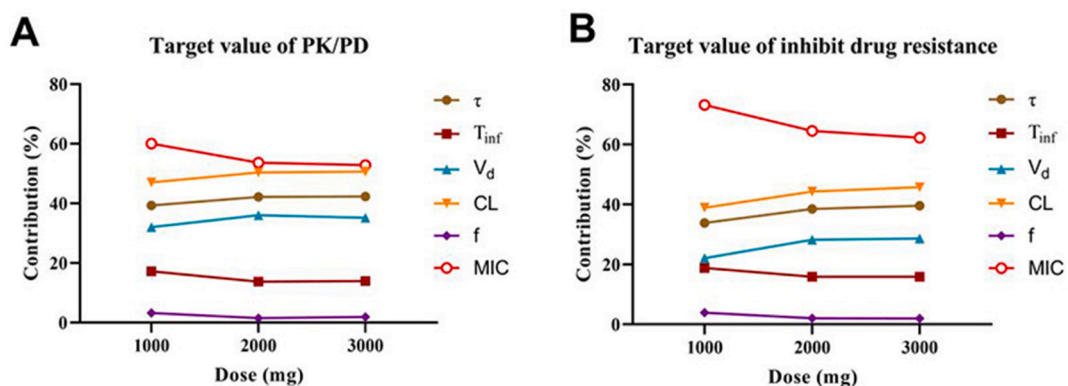 A
Target value of PK/PD
Contribution (%)
80
60
40
20
0
1000 2000 3000
Dose (mg)
τ
Tinf
Vd
CL
f
MIC
B
Target value of inhibit drug resistance
Contribution (%)
80
60
40
20
0
1000 2000 3000
Dose (mg)
τ
Tinf
Vd
CL
f
MIC